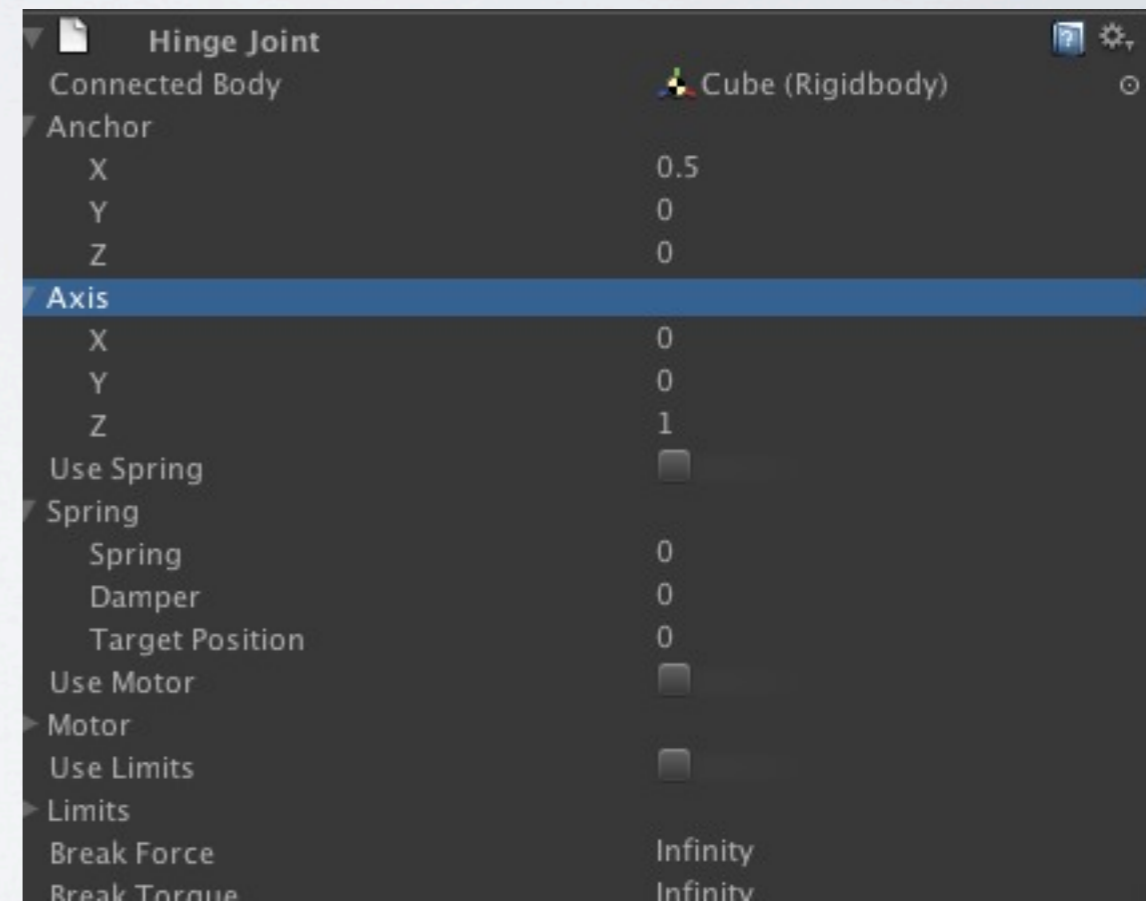 Hinge Joint
Connected Body Cube (Rigidbody)
Anchor
X 0.5
Y 0
Z 0
Axis
X 0
Y 0
Z 1
Use Spring
Spring
Spring 0
Damper 0
Target Position 0
Use Motor
Motor
Use Limits
Limits
Break Force Infinity
Break Torque Infinity